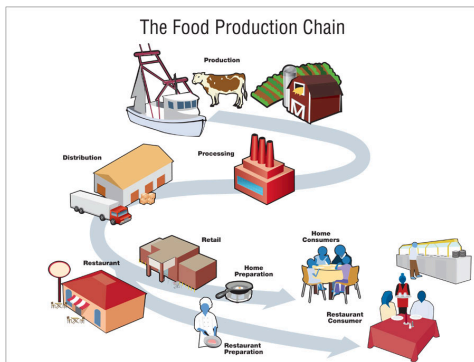 The Food Production Chain
Production
Distribution
Processing
Retail
Home
Consumers
Restaurant
Home
Preparation
Restaurant
Consumer
Restaurant
Preparation